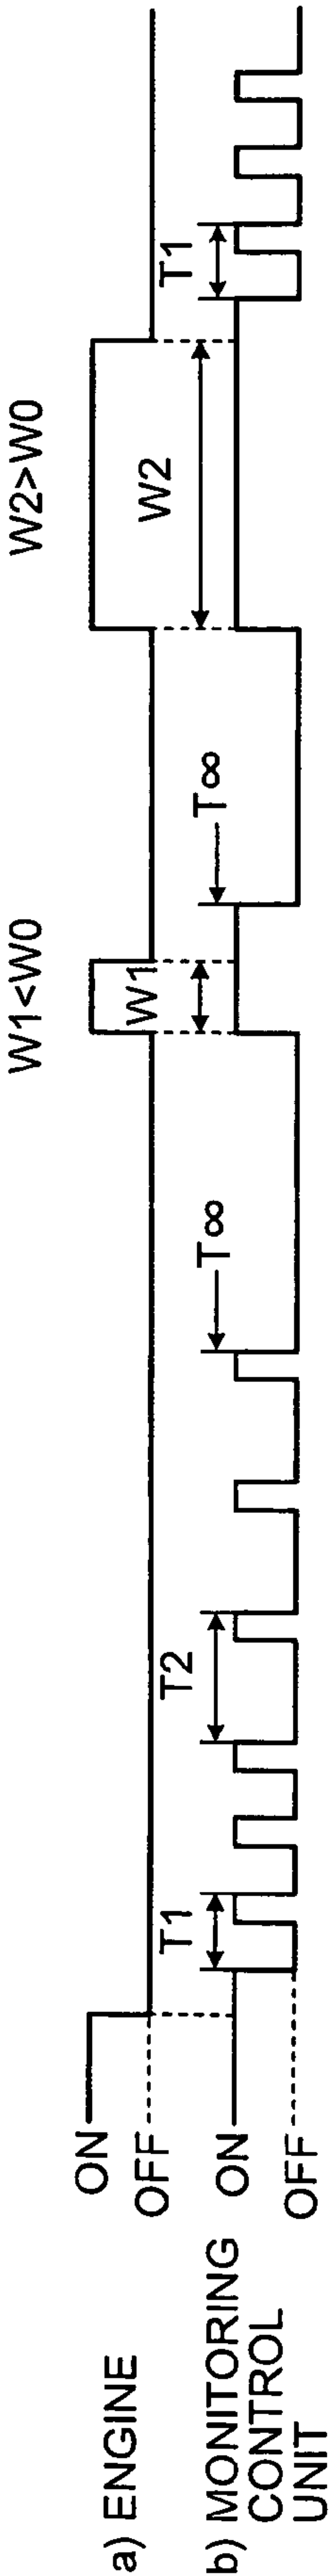 W1<W0
W2>W0
a) ENGINE
ON
OFF
W1
W2
b) MONITORING
CONTROL
UNIT
ON
OFF
T1
T2
T∞
T∞
T1